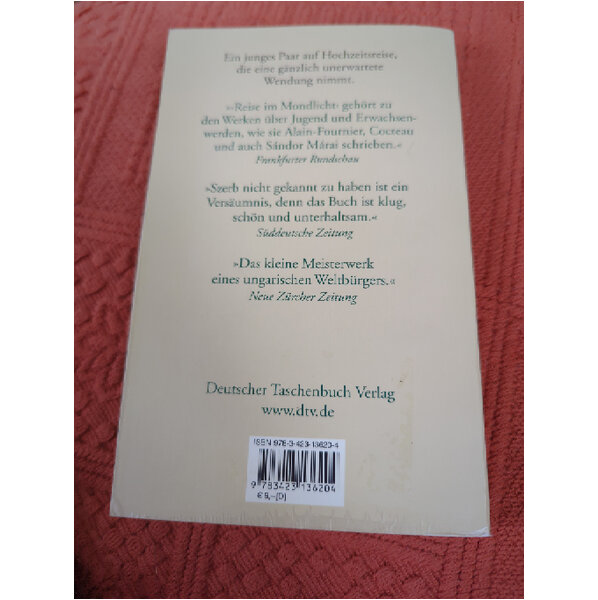 Ein junges Paar auf Hochzeitsreise,
die eine gänzlich unerwartete
Wendung nimmt.
»›Reise im Mondlicht‹ gehört zu
den Werken über Jugend und Erwachsen-
werden, wie sie Alain-Fournier, Cocteau
und auch Sándor Márai schrieben.«
Frankfurter Rundschau
»Szerb nicht gekannt zu haben ist ein
Versäumnis, denn das Buch ist klug,
schön und unterhaltsam.«
Süddeutsche Zeitung
»Das kleine Meisterwerk
eines ungarischen Weltbürgers.«
Neue Zürcher Zeitung
Deutscher Taschenbuch Verlag
www.dtv.de
ISBN 978-3-423-13620-4
9 783423 136204
€ 9,–[D]